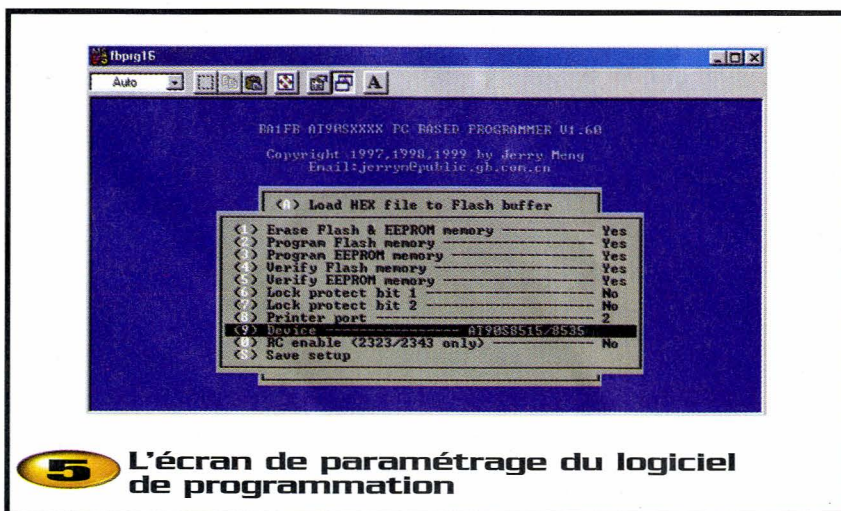 fbprg16
Auto
A
BA1FB AT90SXXXX PC BASED PROGRAMMER V1.60
Copyright 1997,1998,1999 by Jerry Meng
Email:jerrym@public.gb.com.cn
<A> Load HEX file to Flash buffer
<1> Erase Flash & EEPROM memory ---------- Yes
<2> Program Flash memory ---------- Yes
<3> Program EEPROM memory ---------- Yes
<4> Verify Flash memory ---------- Yes
<5> Verify EEPROM memory ---------- Yes
<6> Lock protect bit 1 ---------- No
<7> Lock protect bit 2 ---------- No
<8> Printer port ---------- 2
<9> Device ---------- AT90S8515/8535
<0> RC enable <2323/2343 only> ---------- No
<S> Save setup
5 L'écran de paramétrage du logiciel
de programmation